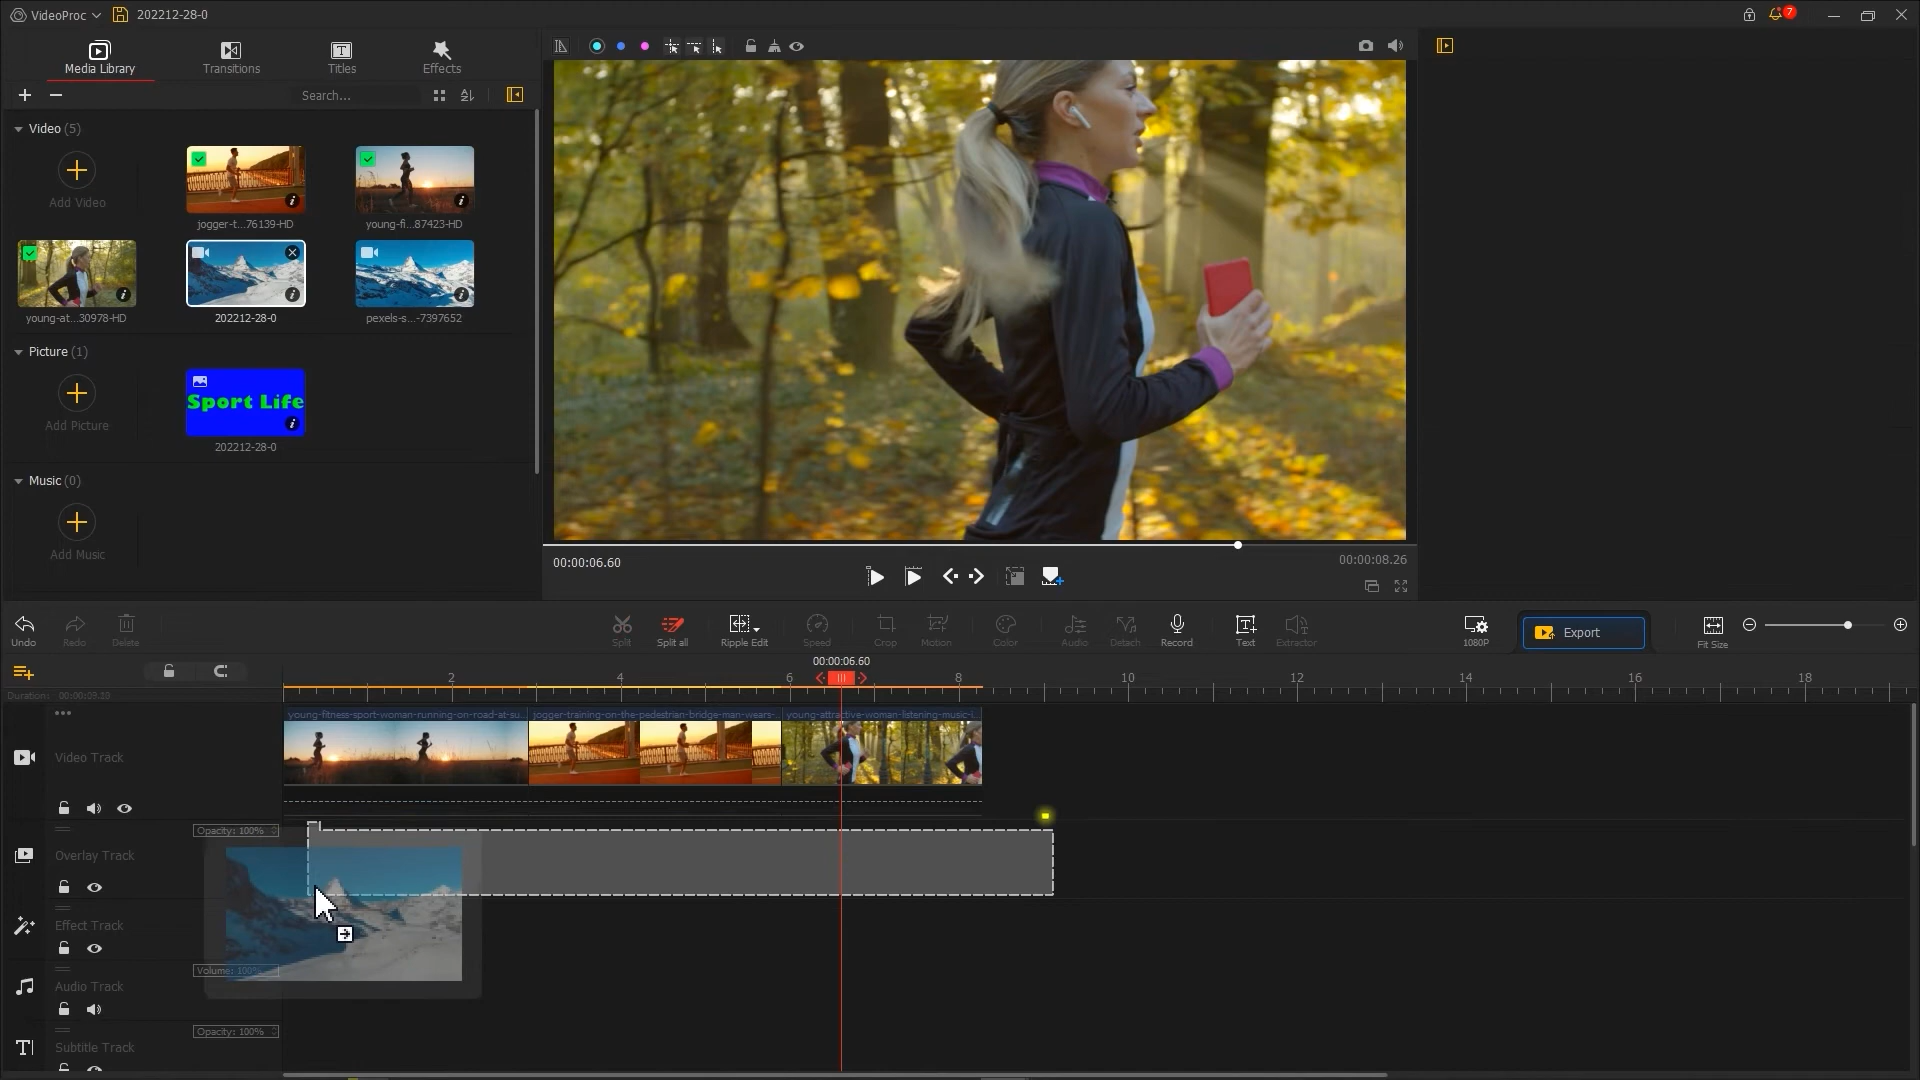 VideoProc
202212-28-0
7
Media Library
Transitions
Titles
Effects
Search...
Video (5)
Add Video
jogger-t...76139-HD
young-fi...87423-HD
young-at...30978-HD
202212-28-0
pexels-s...-7397652
Picture (1)
Sport Life
Add Picture
202212-28-0
Music (0)
Add Music
00:00:06.60
00:00:08.26
Undo
Redo
Delete
Split
Split all
Ripple Edit
Speed
Crop
Motion
Color
Audio
Detach
Record
Text
Extractor
1080P
Export
Fit Size
00:00:06.60
2
4
6
8
10
12
14
16
18
young-fitness-sport-woman-running-on-road-at-su...
jogger-training-on-the-pedestrian-bridge-man-wears-...
young-attractive-woman-listening-music-i...
Video Track
Opacity: 100%
Overlay Track
Effect Track
Volume: 100%
Audio Track
Opacity: 100%
Subtitle Track